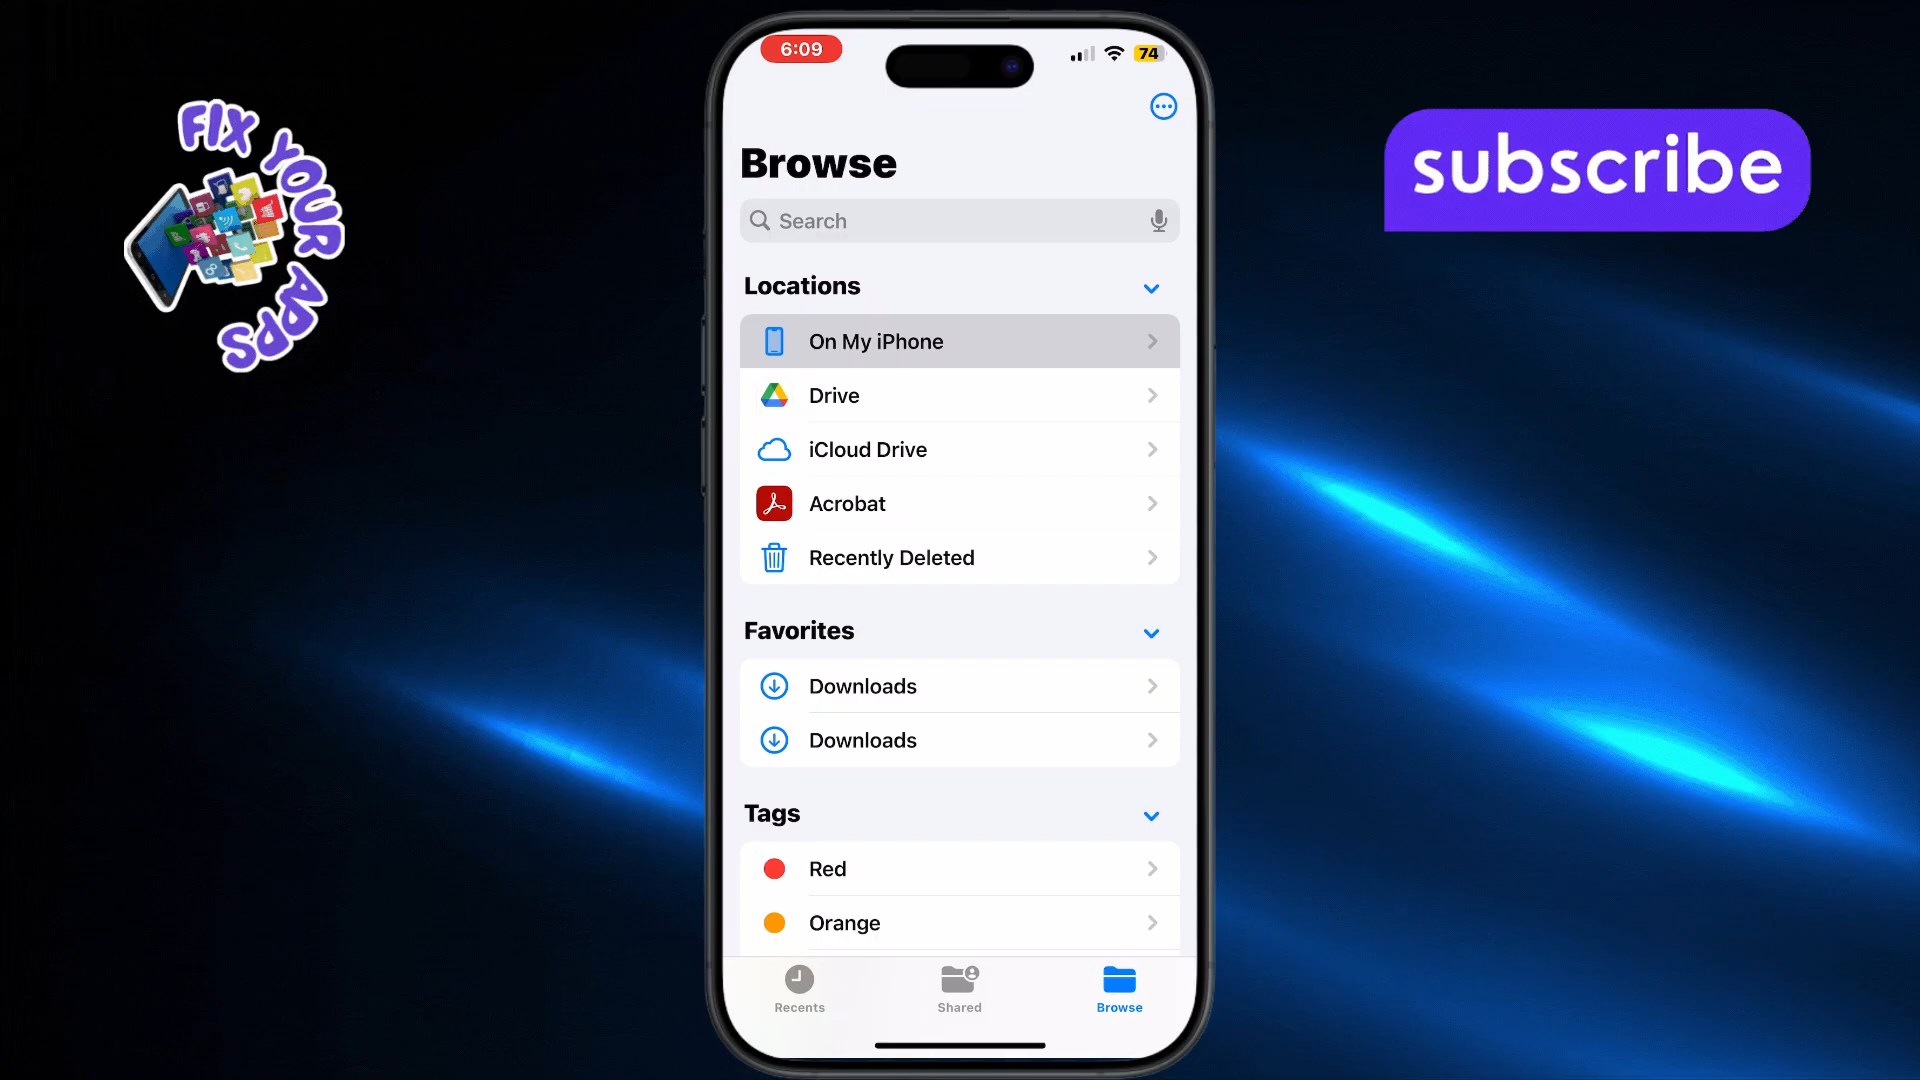 FIX YOUR APPS
subscribe
6:09
74
Browse
Search
Locations
On My iPhone
Drive
iCloud Drive
Acrobat
Recently Deleted
Favorites
Downloads
Downloads
Tags
Red
Orange
Recents
Shared
Browse